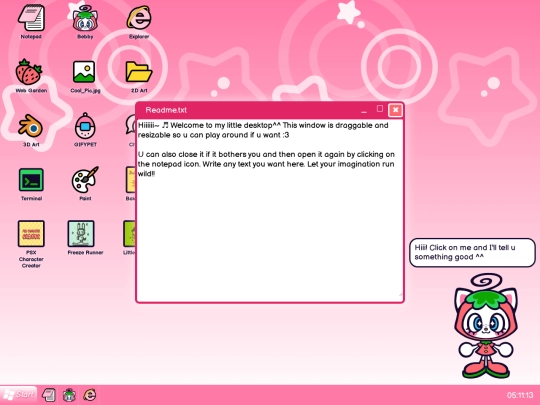 Notepad
Bebby
Explorer
Web Garden
Cool_Pic.jpg
2D Art
3D Art
GIFYPET
Terminal
Paint
PSX
Character
Creator
Freeze Runner
Readme.txt
Hiiiiii~ ♬ Welcome to my little desktop^^ This window is draggable and
resizable so u can play around if u want :3
U can also close it if it bothers you and then open it again by clicking on
the notepad icon. Write any text you want here. Let your imagination run
wild!!
Hiii! Click on me and I'll tell u
something good ^^
Start
05:11:13